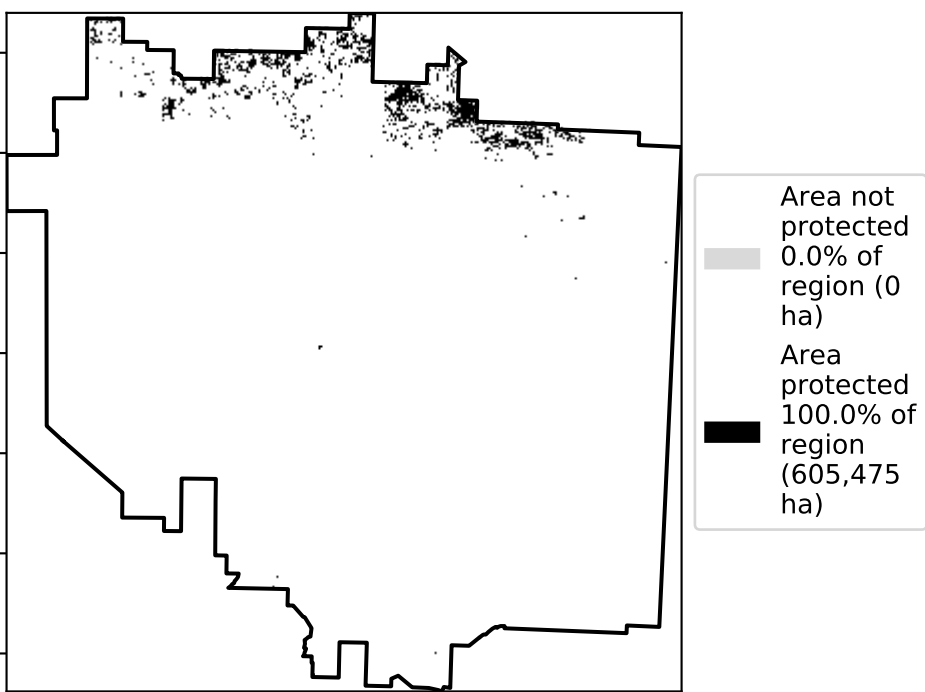 Area not
protected
0.0% of
region (0
ha)
Area
protected
100.0% of
region
(605,475
ha)